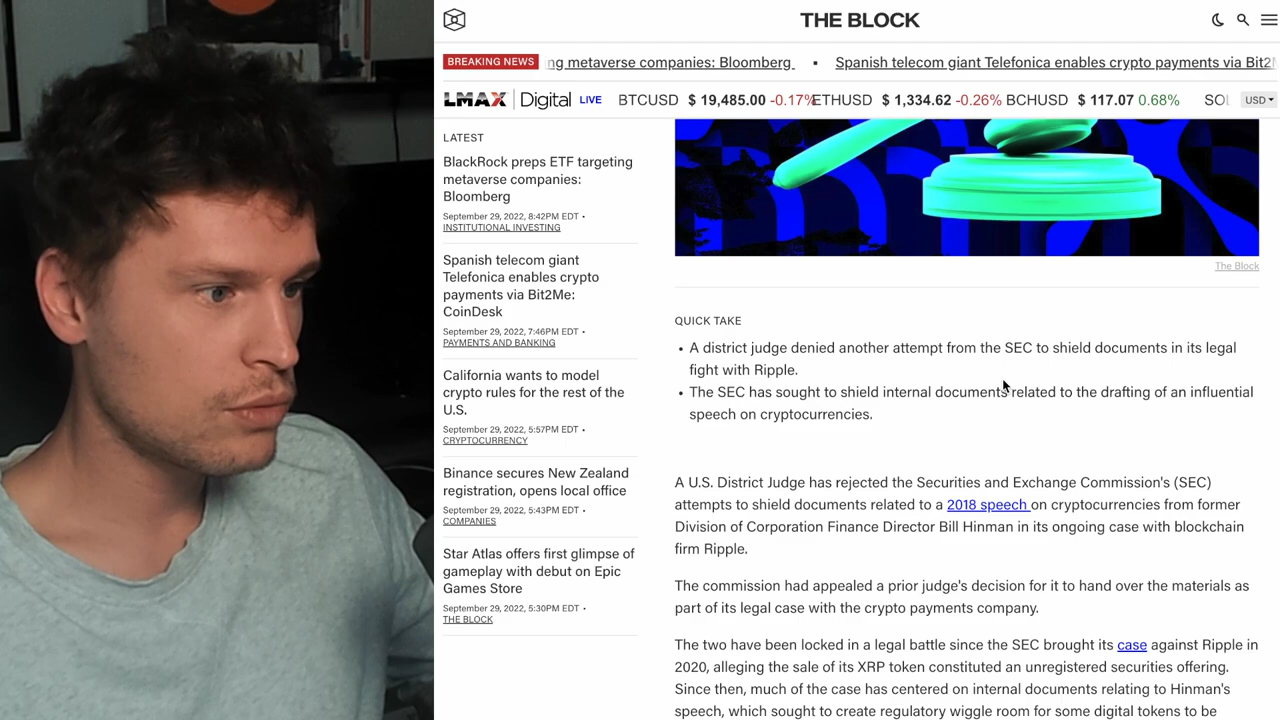 THE BLOCK
BREAKING NEWS
ng metaverse companies: Bloomberg ▪ Spanish telecom giant Telefonica enables crypto payments via Bit2
LMAX Digital LIVE BTCUSD $ 19,485.00 -0.17% ETHUSD $ 1,334.62 -0.26% BCHUSD $ 117.07 0.68% SOL USD
LATEST
BlackRock preps ETF targeting
metaverse companies:
Bloomberg
September 29, 2022, 8:42PM EDT •
INSTITUTIONAL INVESTING
Spanish telecom giant
Telefonica enables crypto
payments via Bit2Me:
CoinDesk
September 29, 2022, 7:46PM EDT •
PAYMENTS AND BANKING
California wants to model
crypto rules for the rest of the
U.S.
September 29, 2022, 5:57PM EDT •
CRYPTOCURRENCY
Binance secures New Zealand
registration, opens local office
September 29, 2022, 5:43PM EDT •
COMPANIES
Star Atlas offers first glimpse of
gameplay with debut on Epic
Games Store
September 29, 2022, 5:30PM EDT •
THE BLOCK
The Block
QUICK TAKE
• A district judge denied another attempt from the SEC to shield documents in its legal
fight with Ripple.
• The SEC has sought to shield internal documents related to the drafting of an influential
speech on cryptocurrencies.
A U.S. District Judge has rejected the Securities and Exchange Commission's (SEC)
attempts to shield documents related to a 2018 speech on cryptocurrencies from former
Division of Corporation Finance Director Bill Hinman in its ongoing case with blockchain
firm Ripple.
The commission had appealed a prior judge's decision for it to hand over the materials as
part of its legal case with the crypto payments company.
The two have been locked in a legal battle since the SEC brought its case against Ripple in
2020, alleging the sale of its XRP token constituted an unregistered securities offering.
Since then, much of the case has centered on internal documents relating to Hinman's
speech, which sought to create regulatory wiggle room for some digital tokens to be